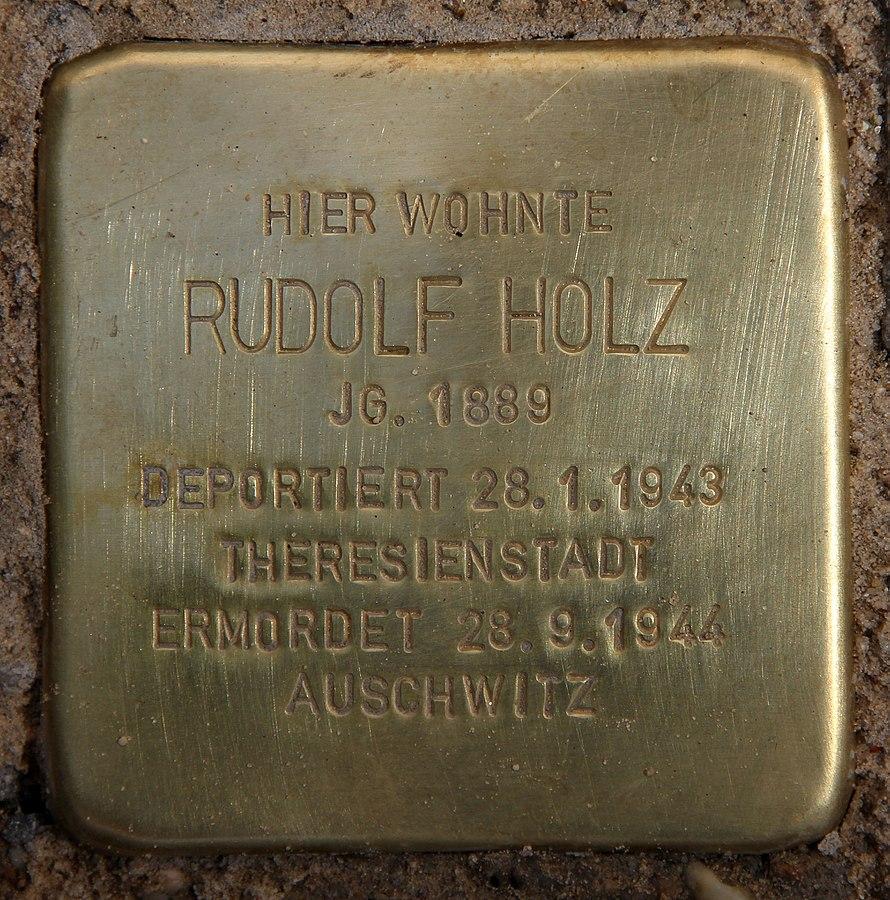 HIER WOHNTE
RUDOLF HOLZ
JG. 1889
DEPORTIERT 28.1.1943
THERESIENSTADT
ERMORDET 28.9.1944
AUSCHWITZ